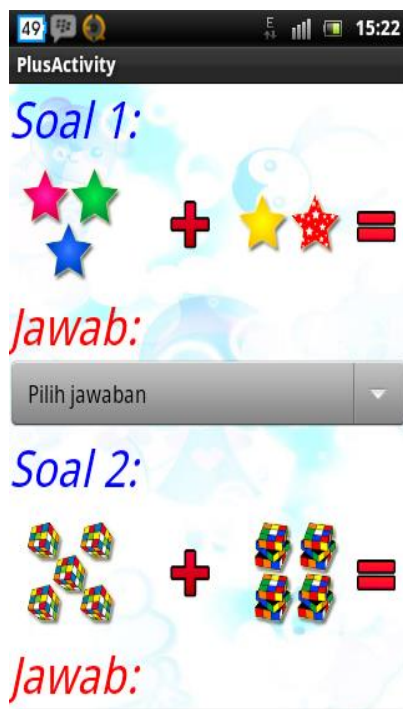 49 E 15:22
PlusActivity
Soal 1:
+ =
Jawab:
Pilih jawaban
Soal 2:
+ =
Jawab: